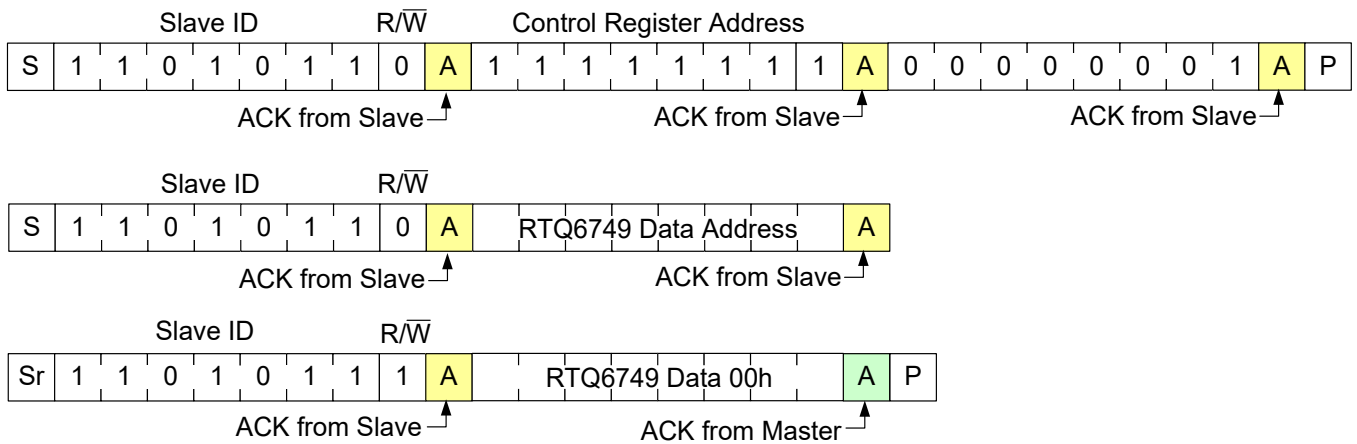 Slave ID R/W̅ Control Register Address
S 1 1 0 1 0 1 1 0 A 1 1 1 1 1 1 1 1 A 0 0 0 0 0 0 0 1 A P
ACK from Slave ACK from Slave ACK from Slave
Slave ID R/W̅
S 1 1 0 1 0 1 1 0 A RTQ6749 Data Address A
ACK from Slave ACK from Slave
Slave ID R/W̅
Sr 1 1 0 1 0 1 1 1 A RTQ6749 Data 00h A P
ACK from Slave ACK from Master